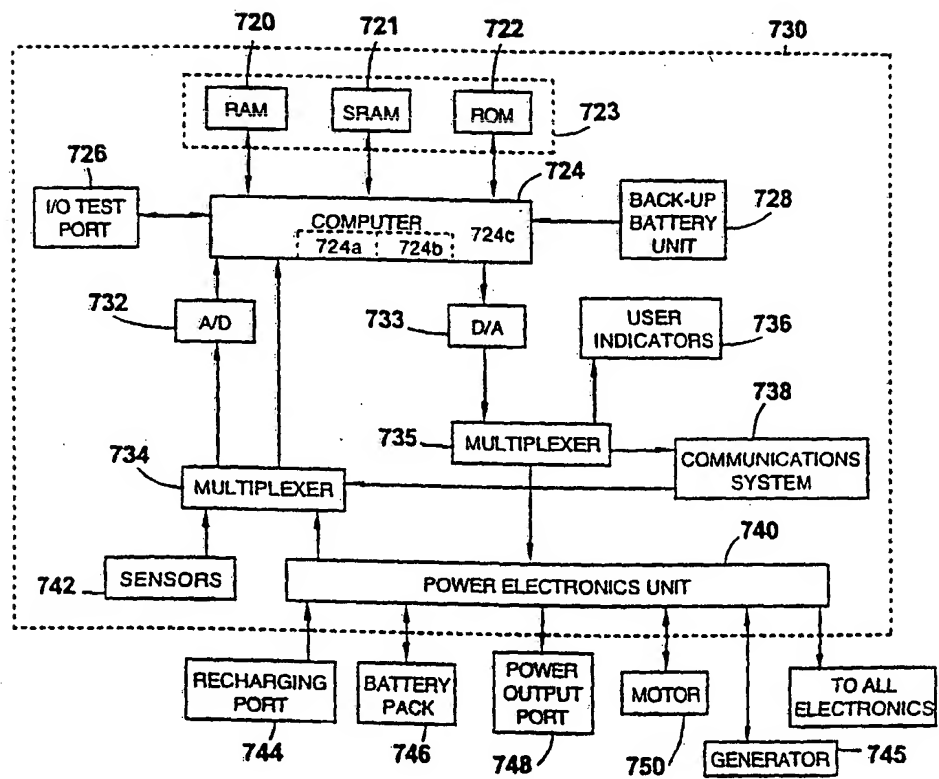 720 721 722 730
RAM SRAM ROM
723
726 724
I/O TEST
PORT
COMPUTER
724a 724b 724c
BACK-UP
BATTERY
UNIT
728
732 A/D
733 D/A
USER
INDICATORS
736
738
735 MULTIPLEXER
COMMUNICATIONS
SYSTEM
734
MULTIPLEXER
740
742 SENSORS
POWER ELECTRONICS UNIT
RECHARGING
PORT
744
BATTERY
PACK
746
POWER
OUTPUT
PORT
748
MOTOR
750
TO ALL
ELECTRONICS
GENERATOR 745